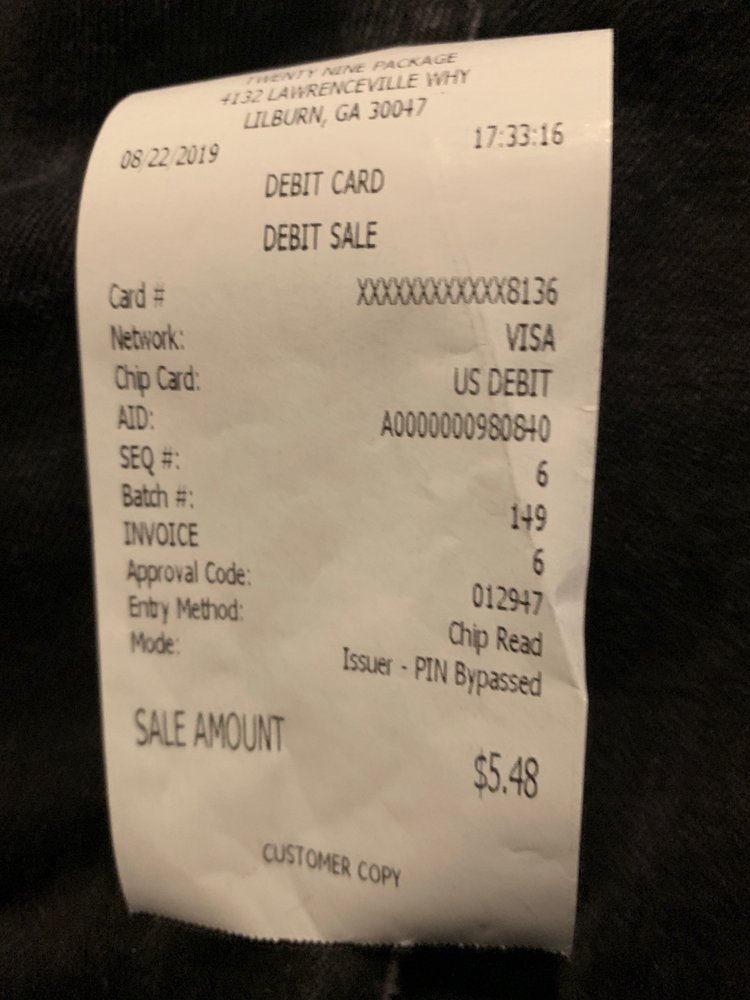 TWENTY NINE PACKAGE
4132 LAWRENCEVILLE WHY
LILBURN, GA 30047
08/22/2019 17:33:16
DEBIT CARD
DEBIT SALE
Card # XXXXXXXXXXXX8136
Network: VISA
Chip Card: US DEBIT
AID: A0000000980840
SEQ #: 6
Batch #: 149
INVOICE 6
Approval Code: 012947
Entry Method: Chip Read
Mode: Issuer - PIN Bypassed
SALE AMOUNT $5.48
CUSTOMER COPY